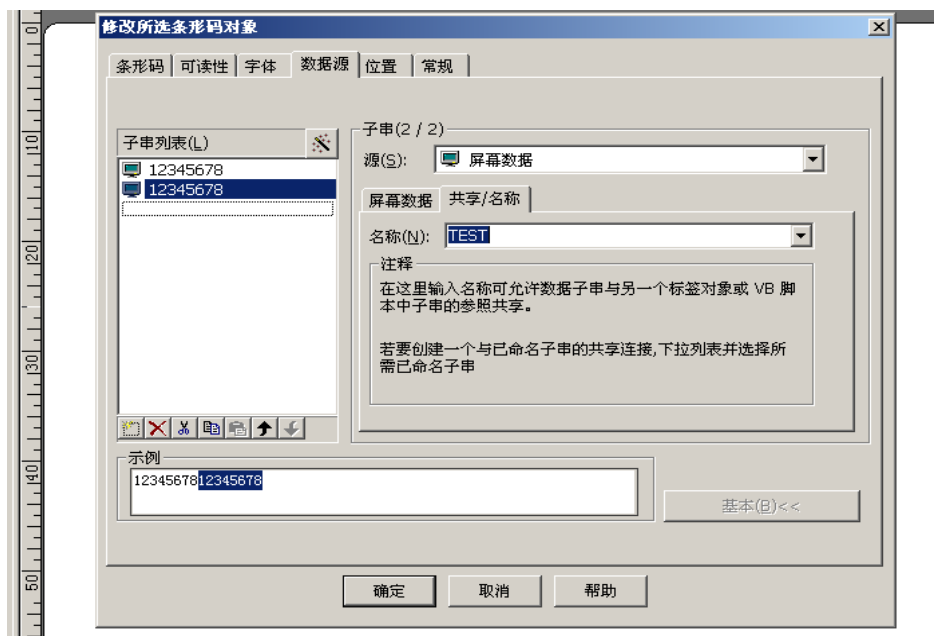 修改所选条形码对象
条形码 可读性 字体 数据源 位置 常规
子串列表(L)
12345678
12345678
子串(2 / 2)
源(S): 屏幕数据
屏幕数据 共享/名称
名称(N): TEST
注释
在这里输入名称可允许数据子串与另一个标签对象或 VB 脚
本中子串的参照共享。
若要创建一个与已命名子串的共享连接,下拉列表并选择所
需已命名子串
示例
1234567812345678
基本(B)<<
确定 取消 帮助
0
10
20
30
40
50